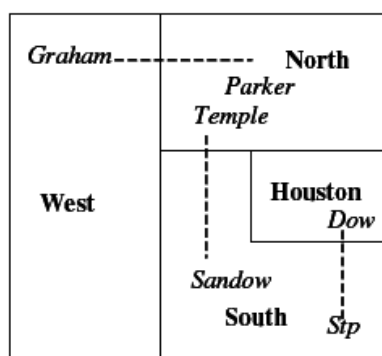 Graham
North
Parker
Temple
West
Houston
Dow
Sandow
South
Stp